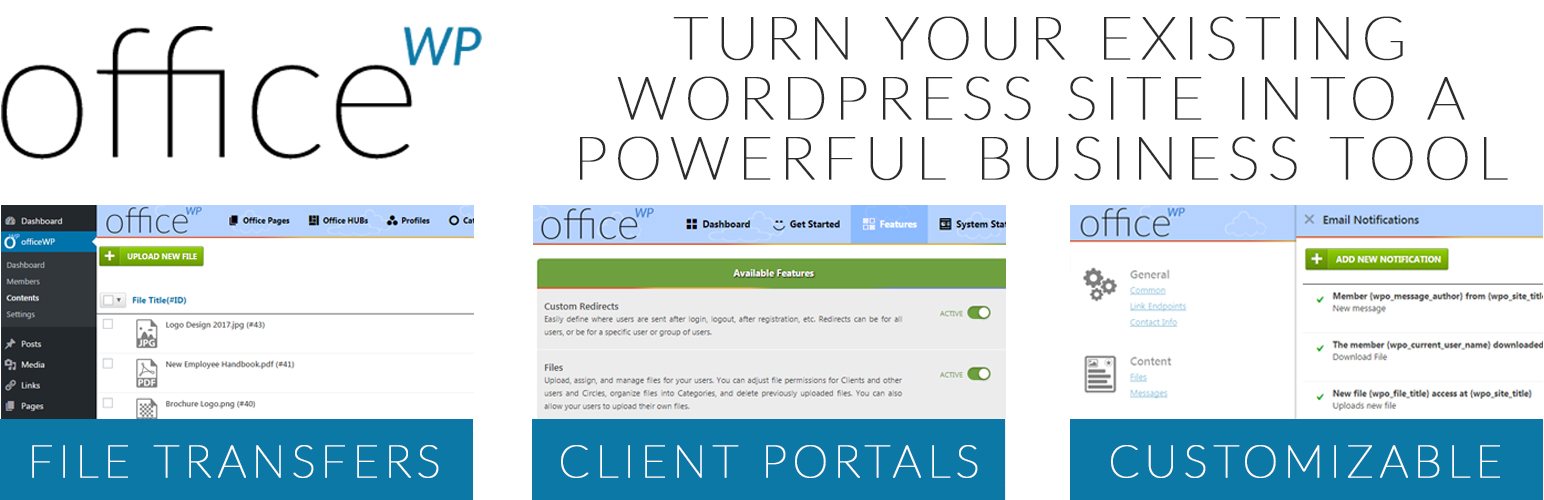 office WP
TURN YOUR EXISTING
WORDPRESS SITE INTO A
POWERFUL BUSINESS TOOL
Dashboard
officeWP
Dashboard
Members
Contents
Settings
Posts
Media
Links
Pages
office WP
Office Pages
Office HUBs
Profiles
UPLOAD NEW FILE
File Title(#ID)
Logo Design 2017.jpg (#43)
JPG
New Employee Handbook.pdf (#41)
PDF
Brochure Logo.png (#40)
FILE TRANSFERS
office WP
Dashboard
Get Started
Features
System
Available Features
Custom Redirects
Easily define where users are sent after login, logout, after registration, etc. Redirects can be for all
users, or be for a specific user or group of users.
ACTIVE
Files
Upload, assign, and manage files for your users. You can adjust file permissions for Clients and other
users and Circles, organize files into Categories, and delete previously uploaded files. You can also
allow your users to upload their own files.
ACTIVE
CLIENT PORTALS
office WP
General
Common
Link Endpoints
Contact Info
Content
Files
Messages
Email Notifications
ADD NEW NOTIFICATION
Member {wpo_message_author} from {wpo_site_title
New message
The member {wpo_current_user_name} downloaded
Download File
New file {wpo_file_title} access at {wpo_site_title}
Uploads new file
CUSTOMIZABLE